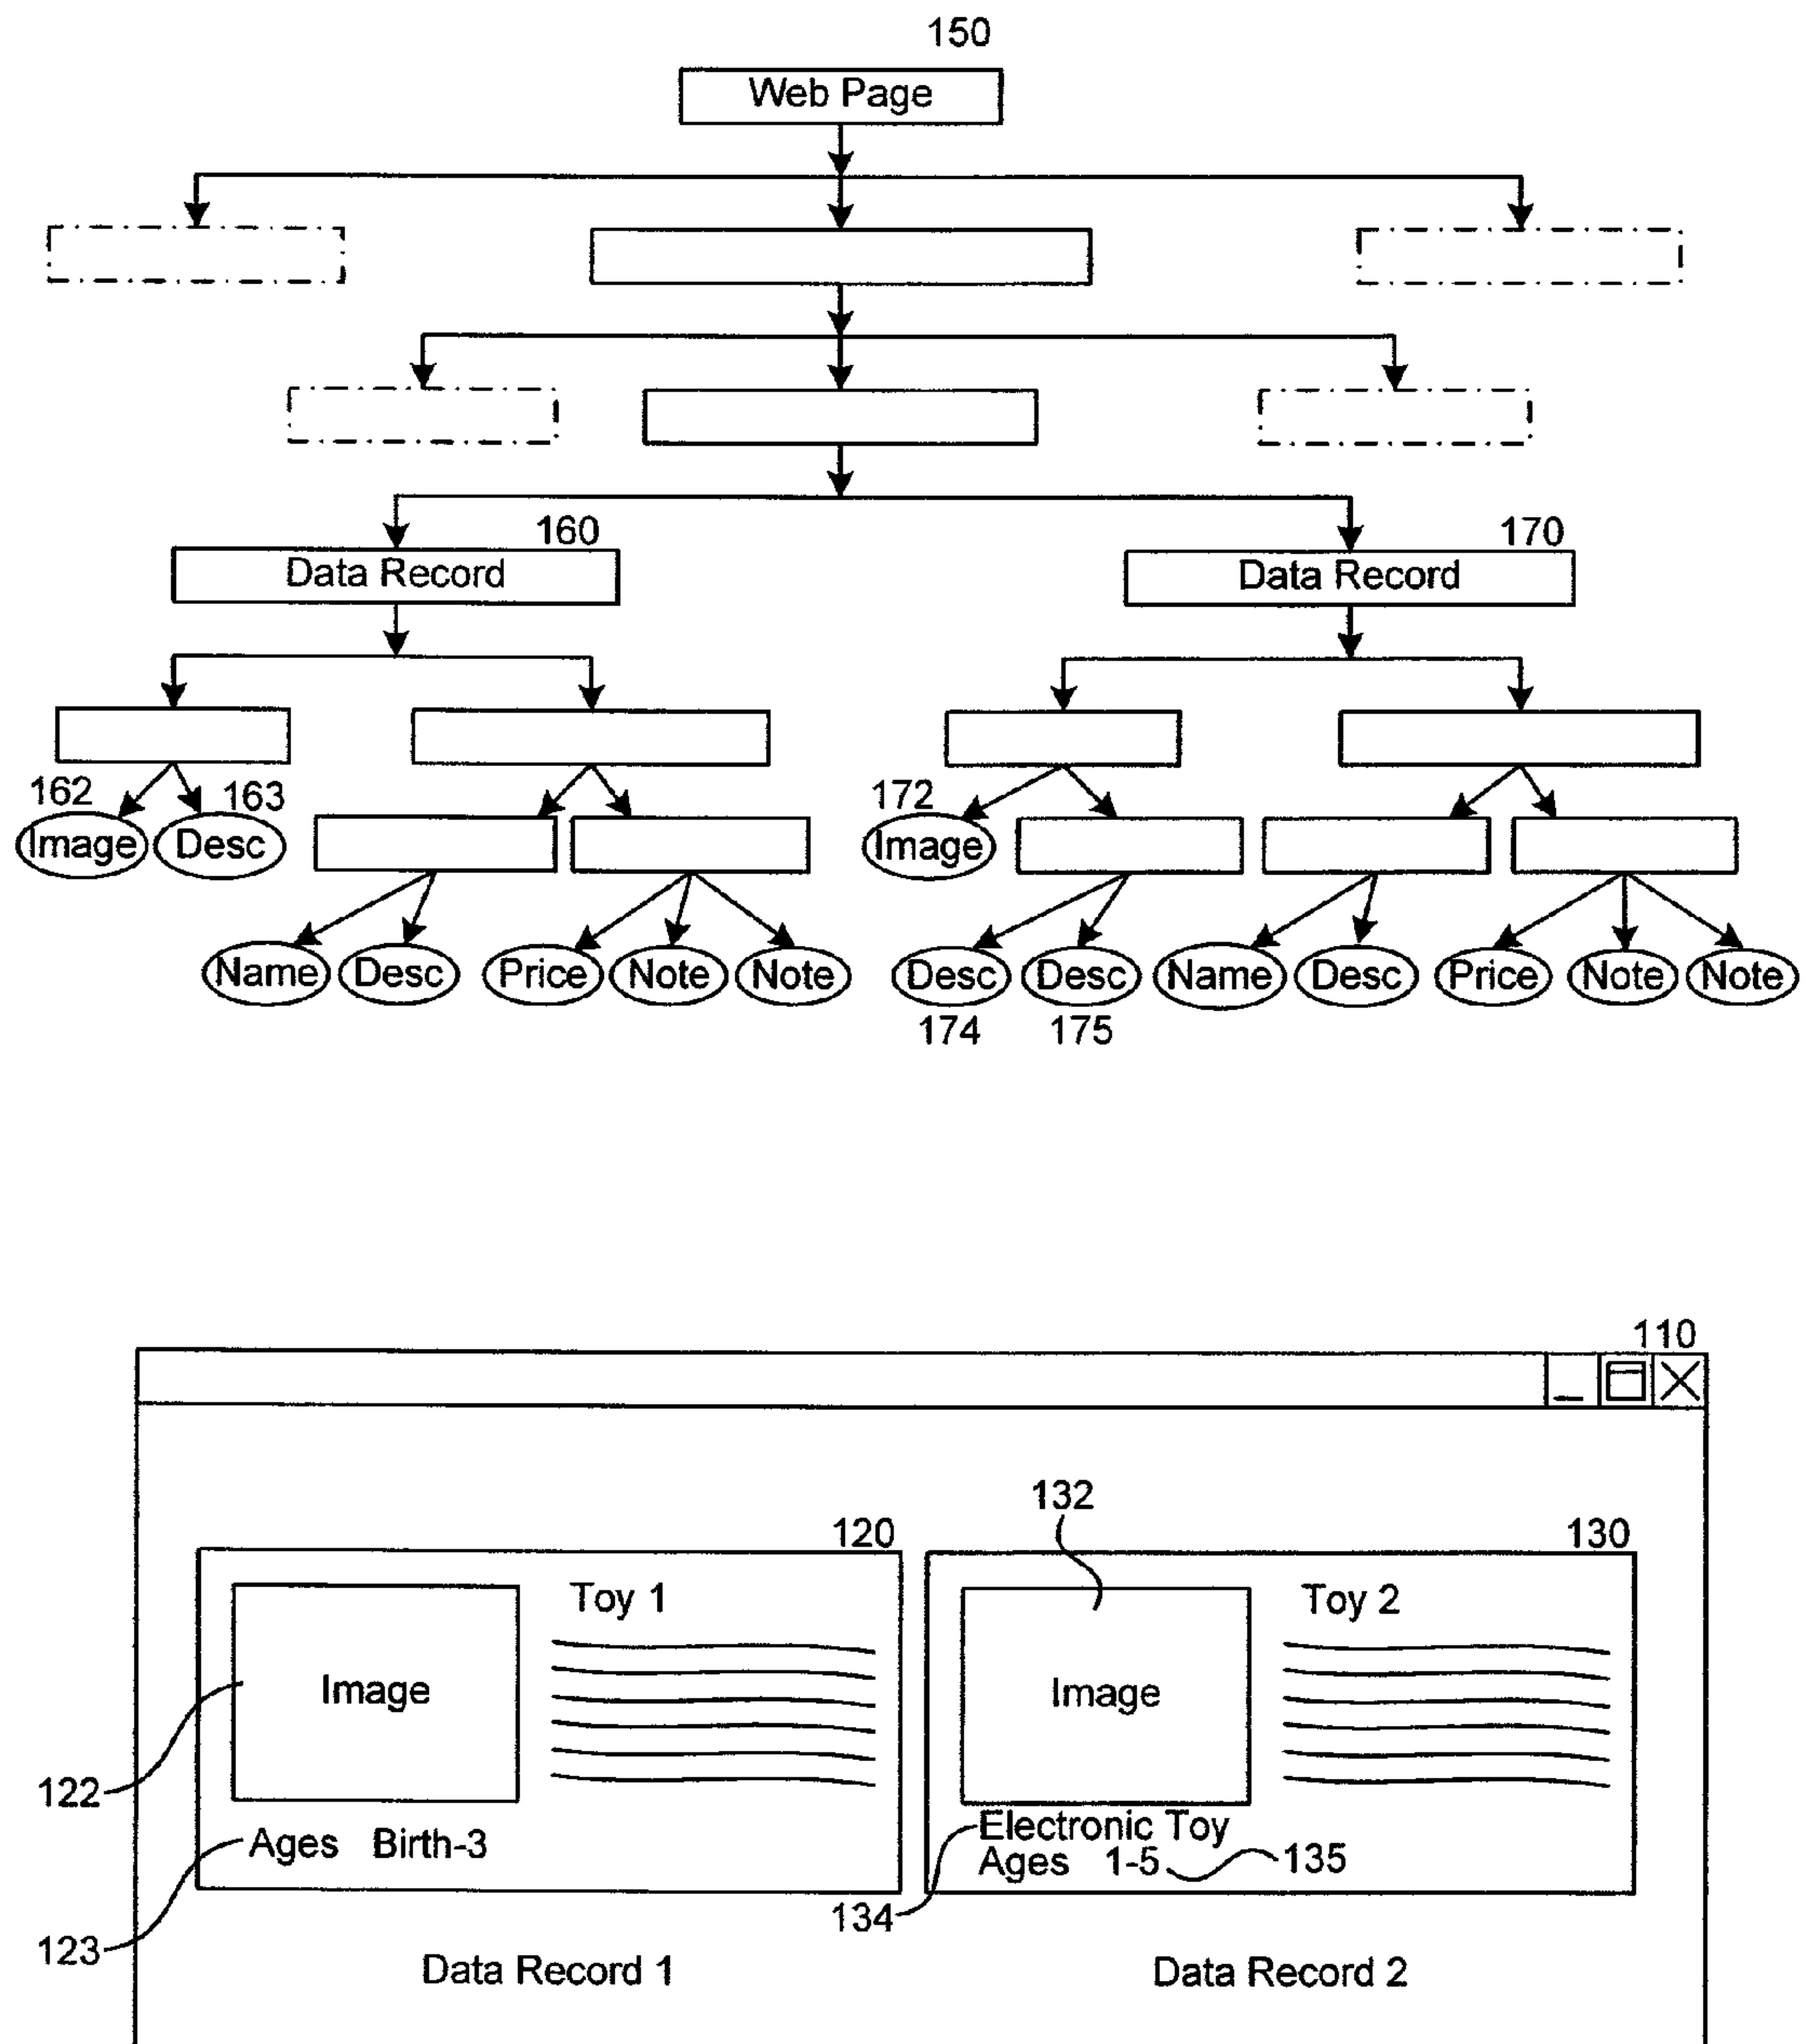 150
Web Page
160
Data Record
170
Data Record
162
163
172
Image
Desc
Image
Name
Desc
Price
Note
Note
Desc
Desc
Name
Desc
Price
Note
Note
174
175
110
132
120
130
Toy 1
Toy 2
Image
Image
122
Electronic Toy
Ages Birth-3
Ages 1-5
135
134
123
Data Record 1
Data Record 2